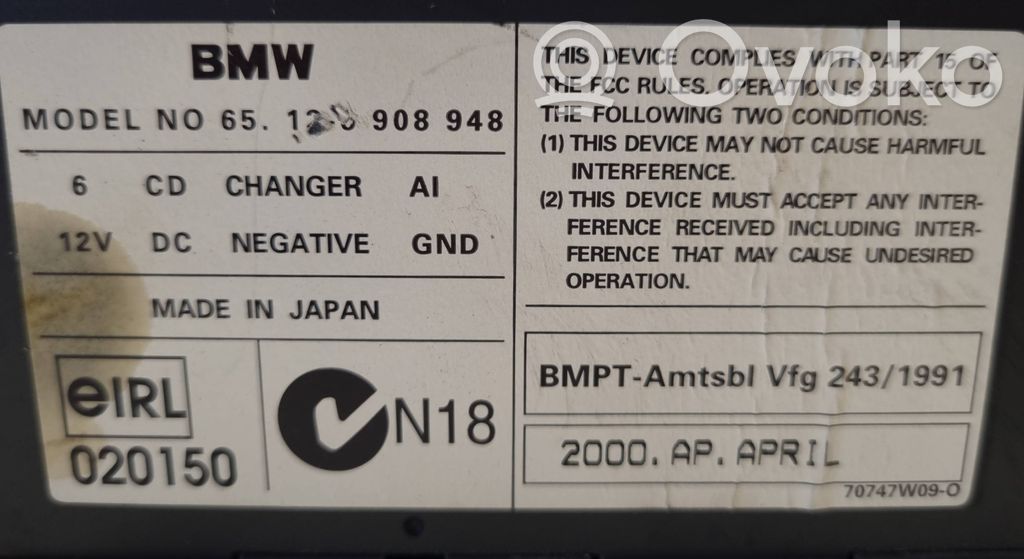 BMW
MODEL NO 65. 908 948
6 CD CHANGER AI
12V DC NEGATIVE GND
MADE IN JAPAN
eIRL
020150
N18
THIS DEVICE COMPLIES WITH PART 15 OF
THE FCC RULES. OPERATION IS SUBJECT TO
THE FOLLOWING TWO CONDITIONS:
(1) THIS DEVICE MAY NOT CAUSE HARMFUL
INTERFERENCE.
(2) THIS DEVICE MUST ACCEPT ANY INTER-
FERENCE RECEIVED INCLUDING INTER-
FERENCE THAT MAY CAUSE UNDESIRED
OPERATION.
BMPT-Amtsbl Vfg 243/1991
2000. AP. APRIL
70747W09-O
Ovoko